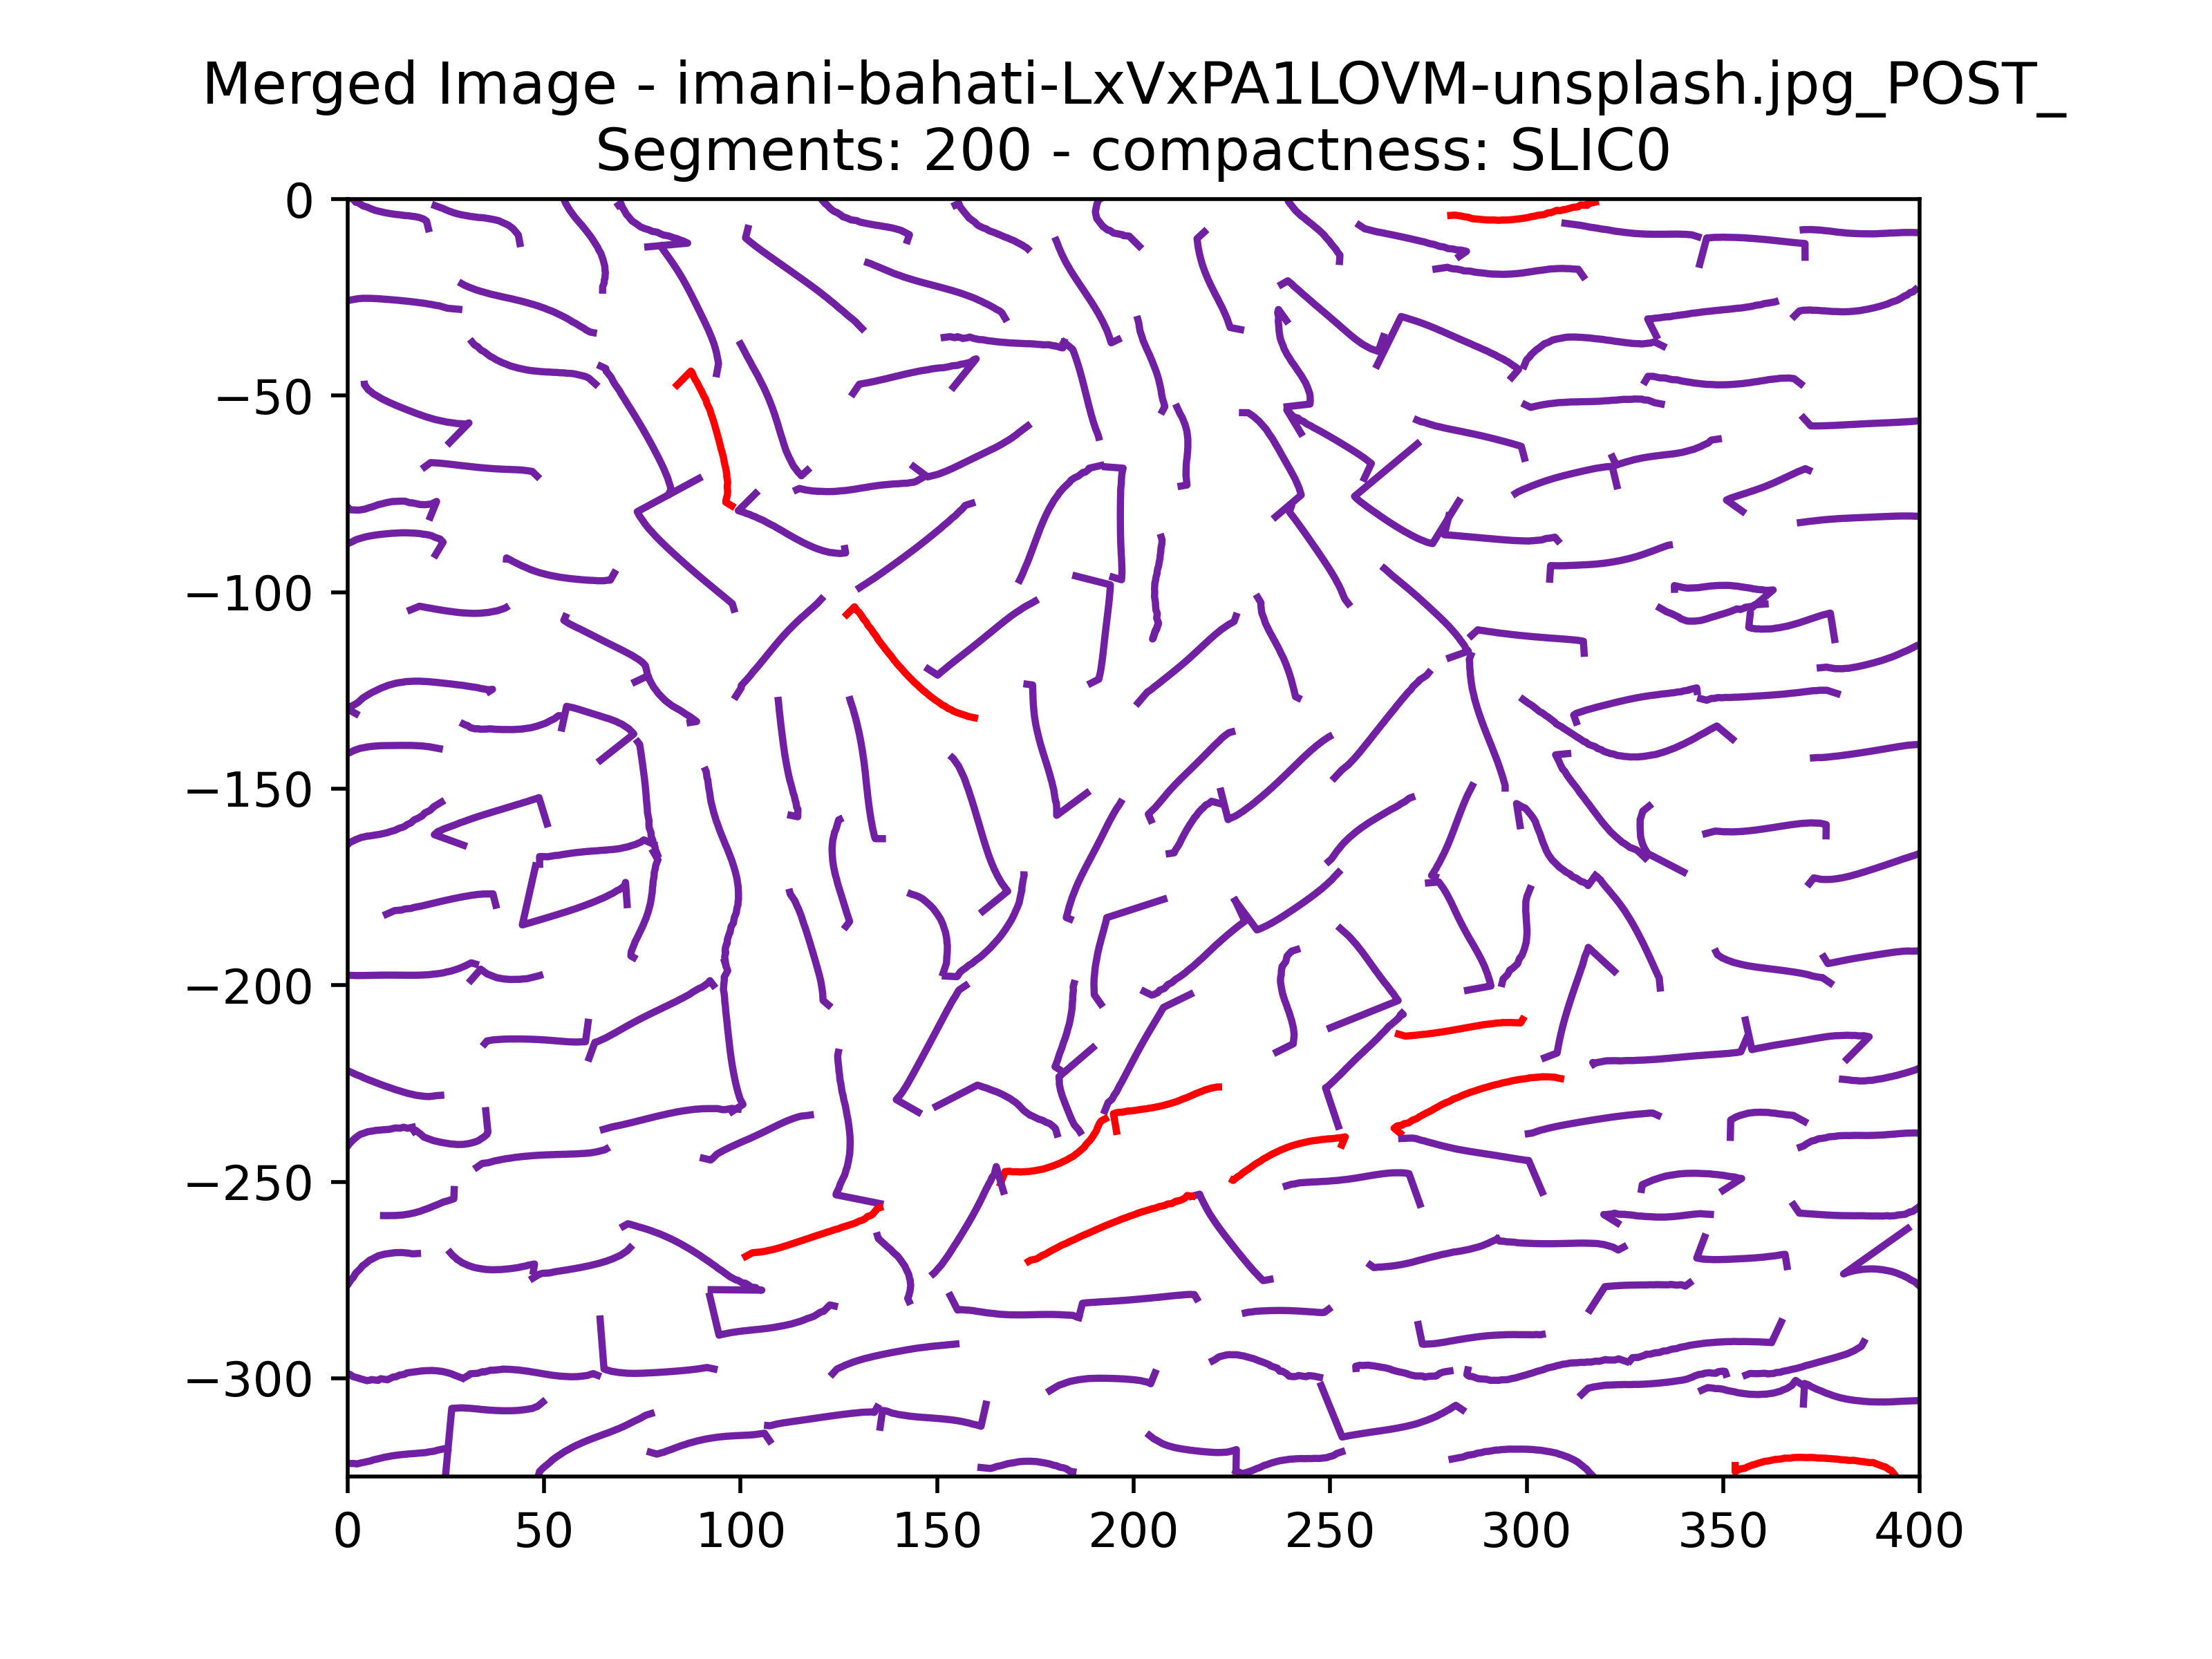 Merged Image - imani-bahati-LxVxPA1LOVM-unsplash.jpg_POST_
Segments: 200 - compactness: SLIC0
0
−50
−100
−150
−200
−250
−300
0 50 100 150 200 250 300 350 400